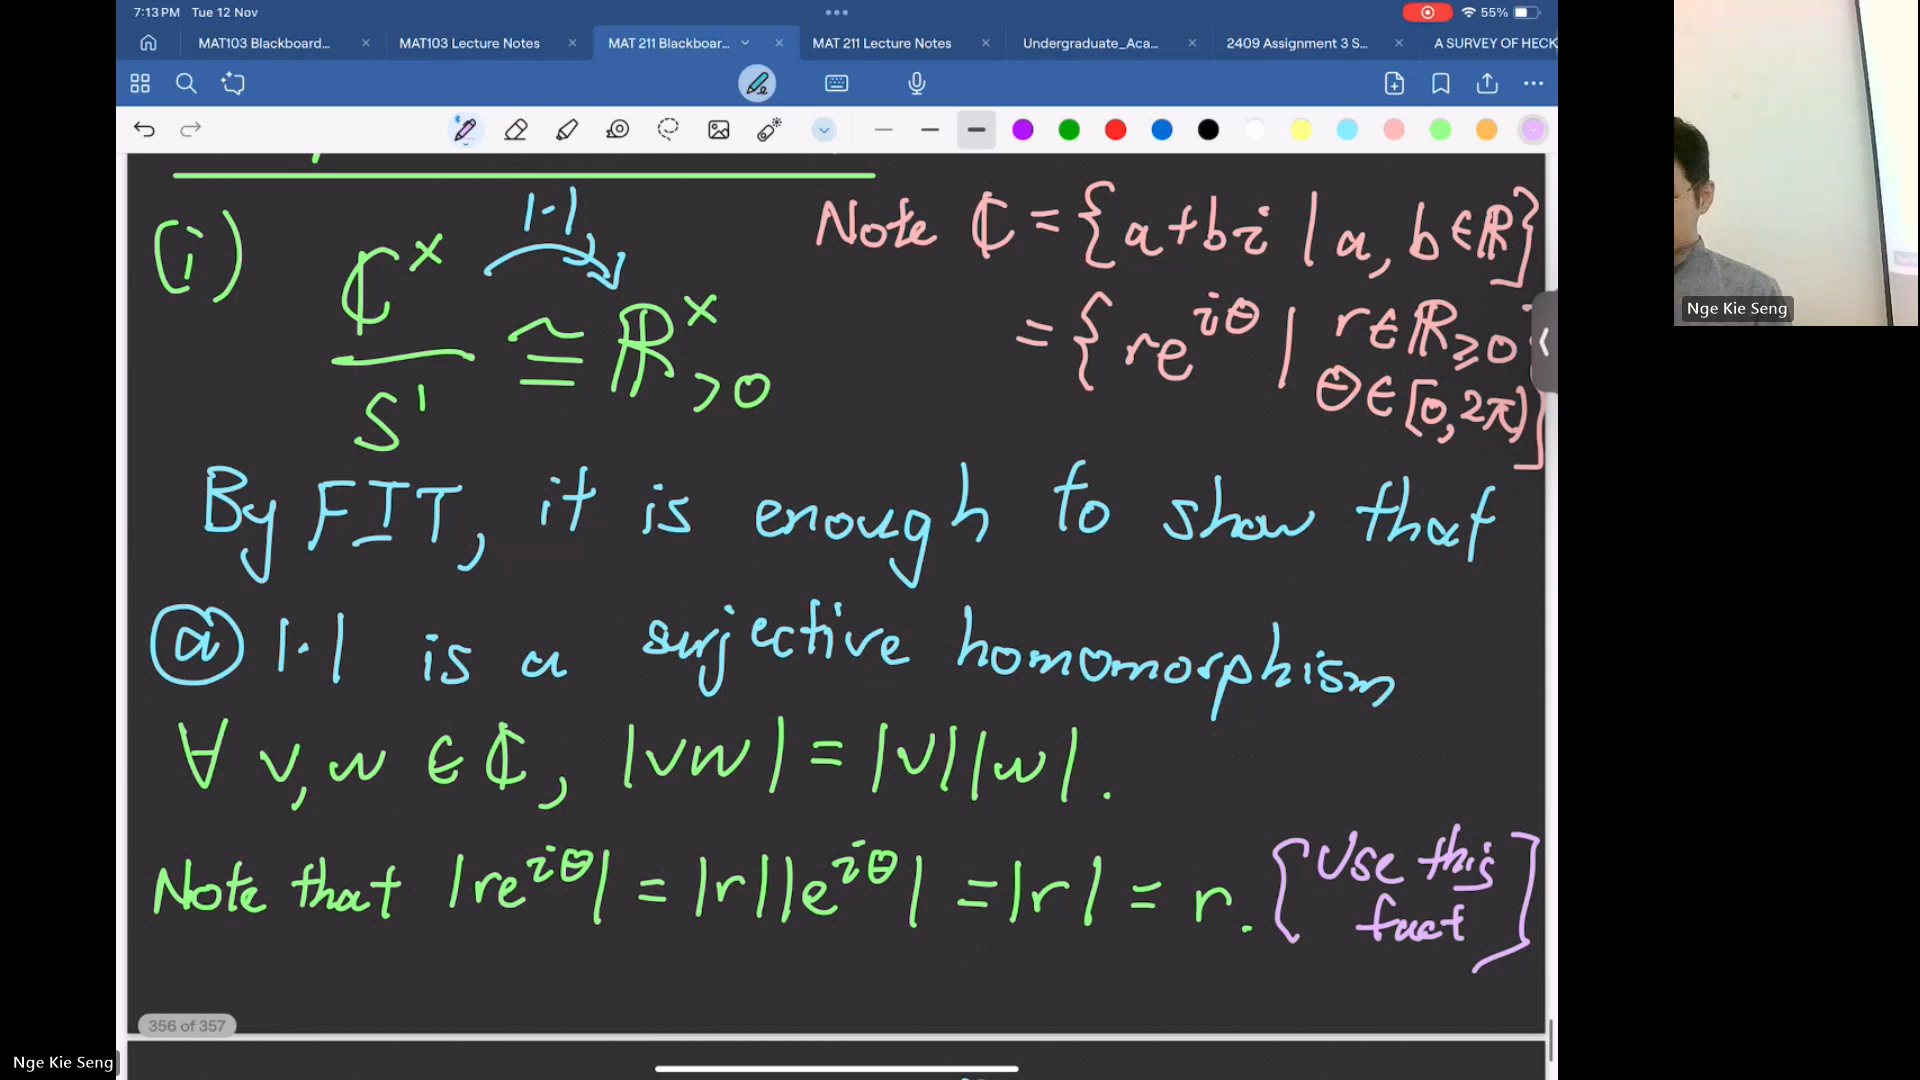 7:13 PM Tue 12 Nov
55%
MAT103 Blackboard...
MAT103 Lecture Notes
MAT 211 Blackboar...
MAT 211 Lecture Notes
Undergraduate_Aca...
2409 Assignment 3 S...
A SURVEY OF HECK
(i) ℂ^× / S^1 ≅ ℝ^×_{>0}
|·|
Note ℂ = {a+bi | a, b ∈ ℝ}
= {re^{iθ} | r ∈ ℝ_{≥0}
θ ∈ [0, 2π)}
By FIT, it is enough to show that
ⓐ |·| is a surjective homomorphism
∀ v, w ∈ ℂ, |vw| = |v||w|.
Note that |re^{iθ}| = |r||e^{iθ}| = |r| = r. [Use this
fact]
356 of 357
Nge Kie Seng
Nge Kie Seng